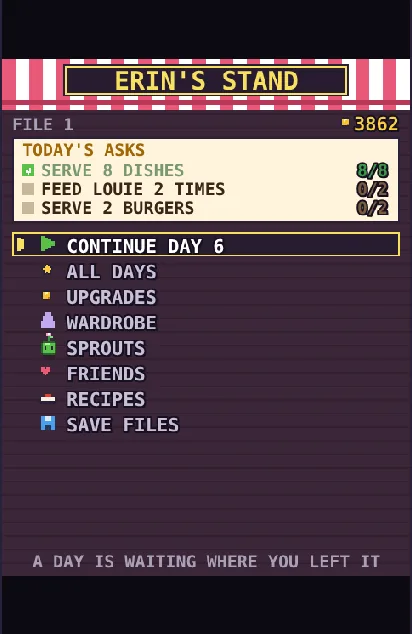 ERIN'S STAND
FILE 1 3862
TODAY'S ASKS
SERVE 8 DISHES 8/8
FEED LOUIE 2 TIMES 0/2
SERVE 2 BURGERS 0/2
CONTINUE DAY 6
ALL DAYS
UPGRADES
WARDROBE
SPROUTS
FRIENDS
RECIPES
SAVE FILES
A DAY IS WAITING WHERE YOU LEFT IT